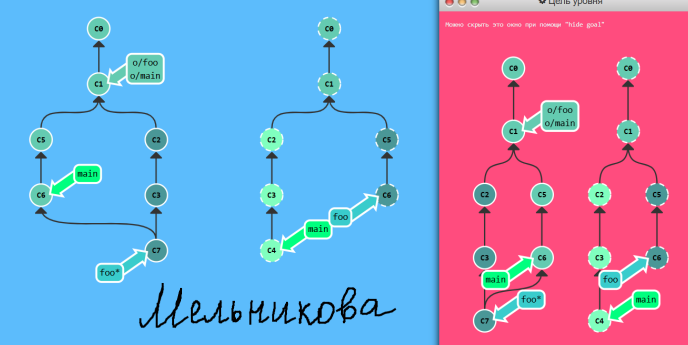 C0
C0
o/foo
o/main
C1
C1
C5
C2
C2
C5
main
C6
C3
C3
foo
C6
main
C7
C4
foo*
Мельникова
Цель уровня
Можно скрыть это окно при помощи "hide goal"
C0
C0
o/foo
o/main
C1
C1
C2
C5
C2
C5
C3
C6
C3
C6
main
foo
foo*
main
C7
C4